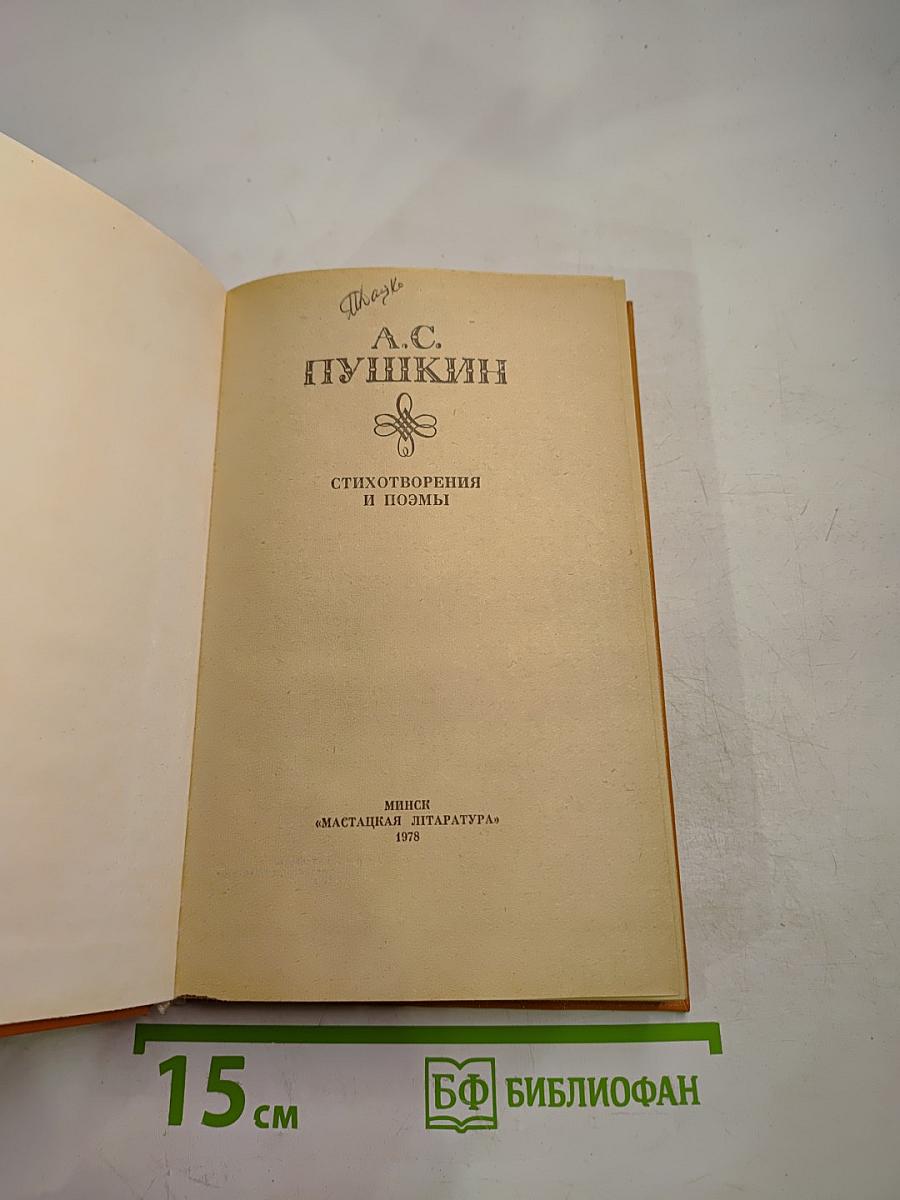 А.С.
ПУШКИН
СТИХОТВОРЕНИЯ
И ПОЭМЫ
МИНСК
«МАСТАЦКАЯ ЛІТАРАТУРА»
1978
15 см
БФ БИБЛИОФАН